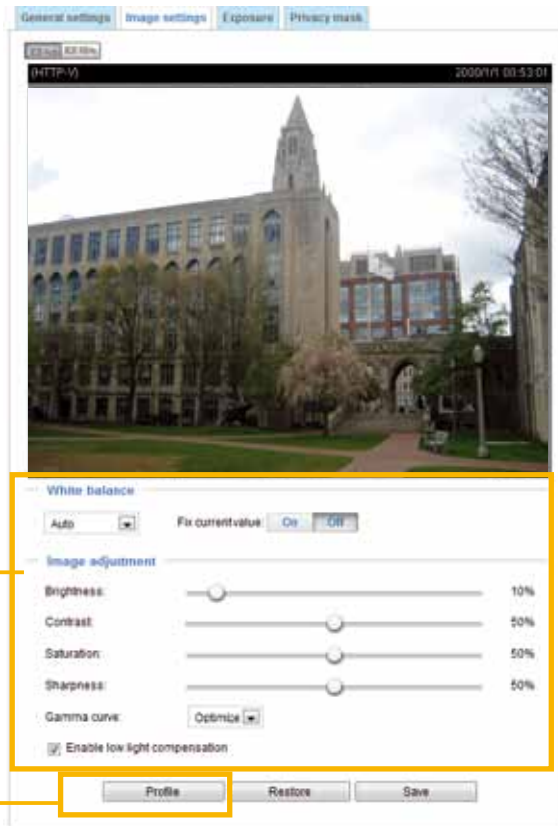 General settings Image settings Exposure Privacy mask
(HTTP-V) 2000/1/1 00:53:01
White balance
Auto Fix current value: On Off
Image adjustment
Brightness: 10%
Contrast: 50%
Saturation: 50%
Sharpness: 50%
Gamma curve: Optimize
Enable low light compensation
Profile Restore Save